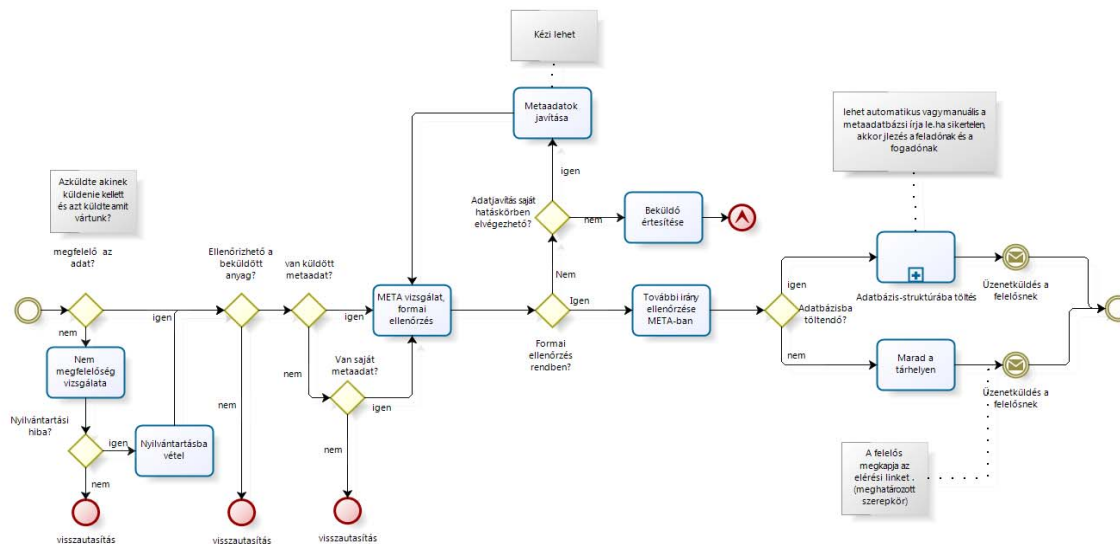 Kézi lehet
Metaadatok
javítása
lehet automatikus vagymanuális a
metaadatbázsi írja le.ha sikertelen,
akkor jlezés a feladónak és a
fogadónak
Azküldte akinek
küldenie kellett
és azt küldte amit
vártunk?
igen
Adatjavítás saját
hatáskörben
elvégezhető?
nem
Beküldő
értesítése
megfelelő az
adat?
Ellenőrizhető a
beküldött
anyag?
van küldött
metaadat?
Nem
igen
Adatbázis-struktúrába töltés
Üzenetküldés a
felelősnek
igen
igen
META vizsgálat,
formai
ellenőrzés
Igen
További irány
ellenőrzése
META-ban
Adatbázisba
töltendő?
nem
Nem
megfelelőség
vizsgálata
nem
Van saját
metaadat?
Formai
ellenőrzés
rendben?
nem
Marad a
tárhelyen
Üzenetküldés a
felelősnek
nem
igen
Nyilvántartási
hiba?
igen
Nyilvántartásba
vétel
nem
nem
A felelős
megkapja az
elérési linket .
(meghatározott
szerepkör)
visszautasítás
visszautasítás
visszautasítás